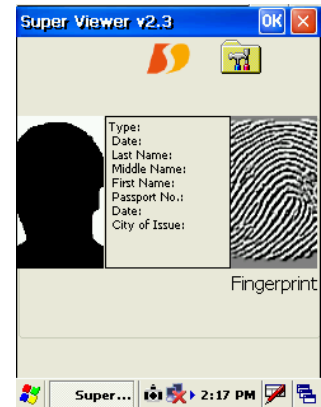 Super Viewer v2.3
OK
Type:
Date:
Last Name:
Middle Name:
First Name:
Passport No.:
Date:
City of Issue:
Fingerprint
Super...
2:17 PM